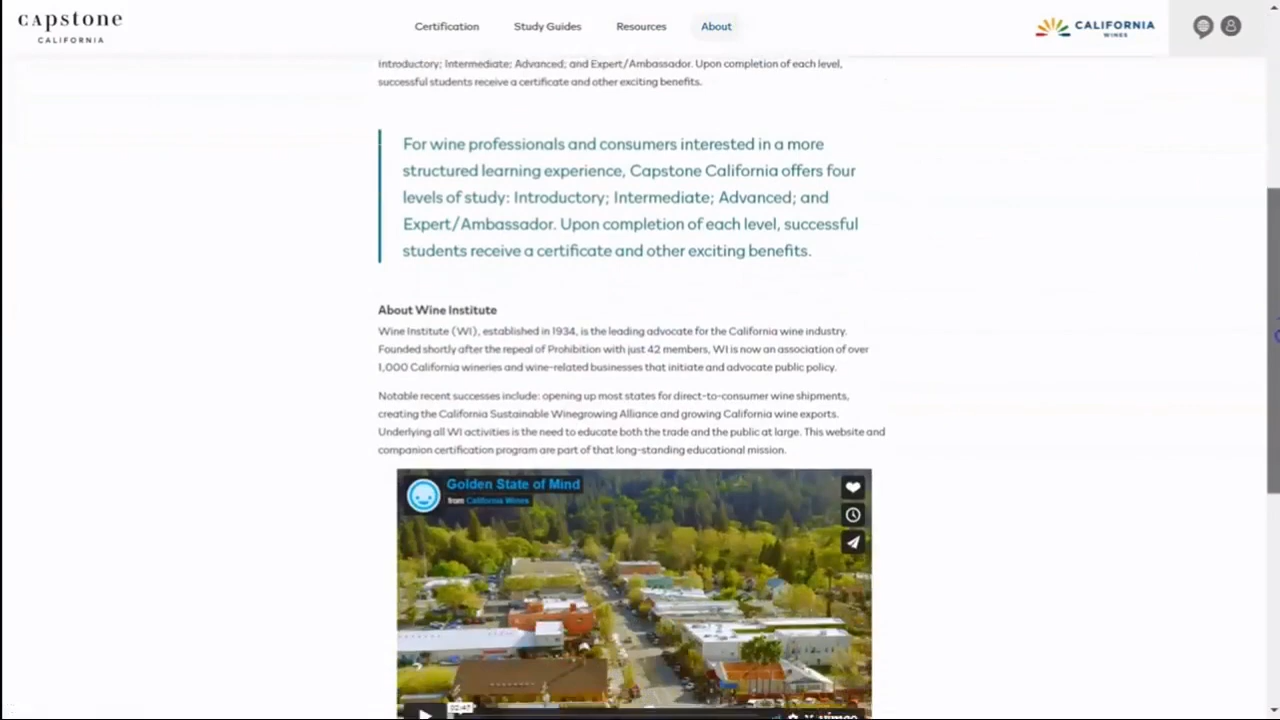 capstone
CALIFORNIA
Certification
Study Guides
Resources
About
CALIFORNIA
WINES
Introductory; Intermediate; Advanced; and Expert/Ambassador. Upon completion of each level,
successful students receive a certificate and other exciting benefits.
For wine professionals and consumers interested in a more
structured learning experience, Capstone California offers four
levels of study: Introductory; Intermediate; Advanced; and
Expert/Ambassador. Upon completion of each level, successful
students receive a certificate and other exciting benefits.
About Wine Institute
Wine Institute (WI), established in 1934, is the leading advocate for the California wine industry.
Founded shortly after the repeal of Prohibition with just 42 members, WI is now an association of over
1,000 California wineries and wine-related businesses that initiate and advocate public policy.
Notable recent successes include: opening up most states for direct-to-consumer wine shipments,
creating the California Sustainable Winegrowing Alliance and growing California wine exports.
Underlying all WI activities is the need to educate both the trade and the public at large. This website and
companion certification program are part of that long-standing educational mission.
Golden State of Mind
from California Wines